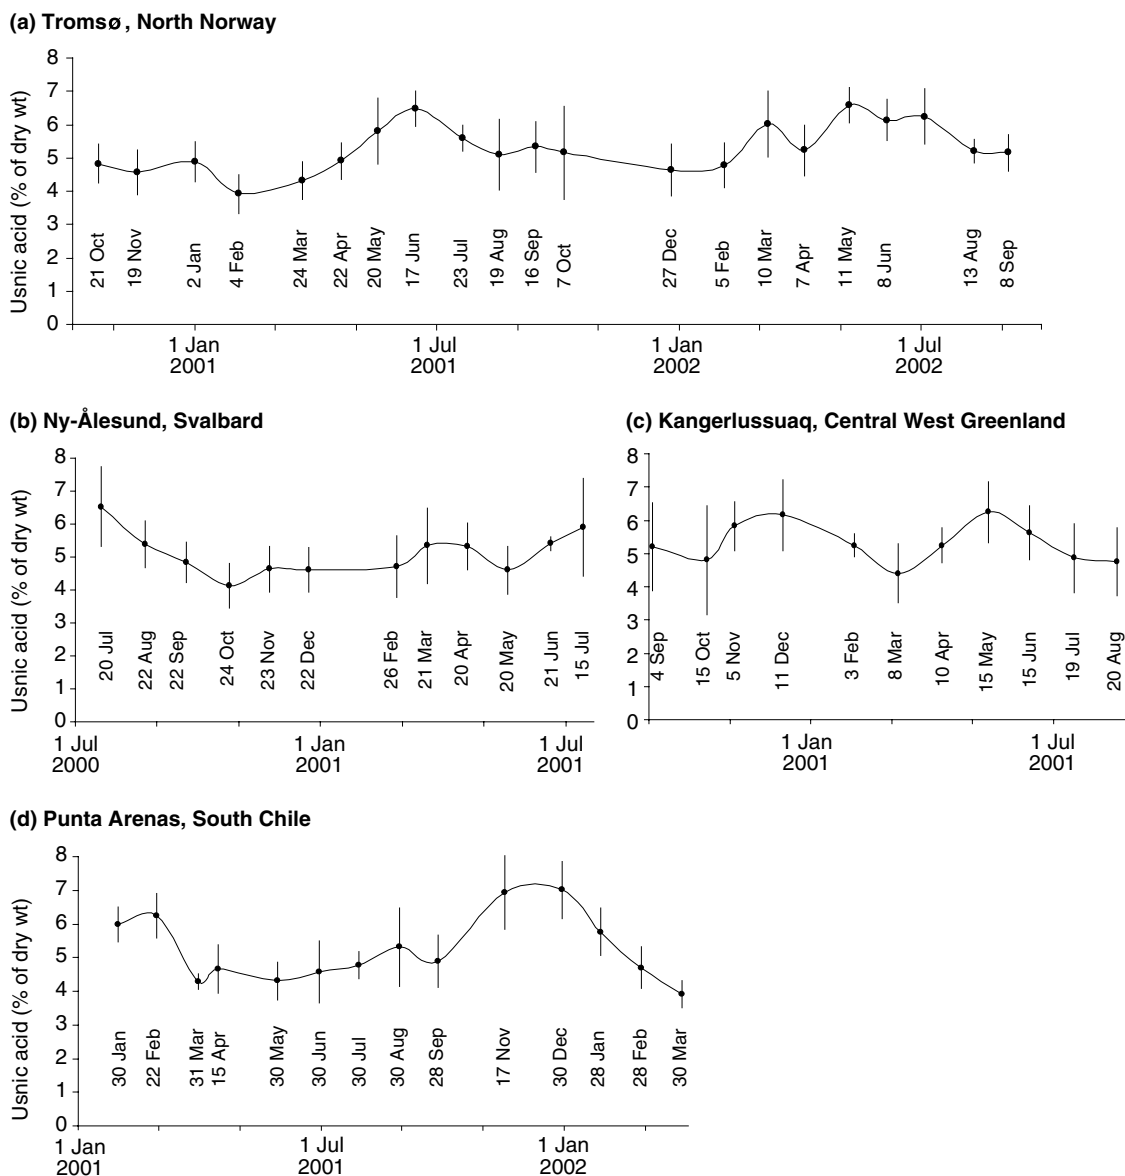 (a) Tromsø, North Norway
Usnic acid (% of dry wt)
8
7
6
5
4
3
2
1
0
21 Oct
19 Nov
2 Jan
4 Feb
24 Mar
22 Apr
20 May
17 Jun
23 Jul
19 Aug
16 Sep
7 Oct
27 Dec
5 Feb
10 Mar
7 Apr
11 May
8 Jun
13 Aug
8 Sep
1 Jan
2001
1 Jul
2001
1 Jan
2002
1 Jul
2002
(b) Ny-Ålesund, Svalbard
Usnic acid (% of dry wt)
8
7
6
5
4
3
2
1
0
20 Jul
22 Aug
22 Sep
24 Oct
23 Nov
22 Dec
26 Feb
21 Mar
20 Apr
20 May
21 Jun
15 Jul
1 Jul
2000
1 Jan
2001
1 Jul
2001
(c) Kangerlussuaq, Central West Greenland
8
7
6
5
4
3
2
1
0
4 Sep
15 Oct
5 Nov
11 Dec
3 Feb
8 Mar
10 Apr
15 May
15 Jun
19 Jul
20 Aug
1 Jan
2001
1 Jul
2001
(d) Punta Arenas, South Chile
Usnic acid (% of dry wt)
8
7
6
5
4
3
2
1
0
30 Jan
22 Feb
31 Mar
15 Apr
30 May
30 Jun
30 Jul
30 Aug
28 Sep
17 Nov
30 Dec
28 Jan
28 Feb
30 Mar
1 Jan
2001
1 Jul
2001
1 Jan
2002